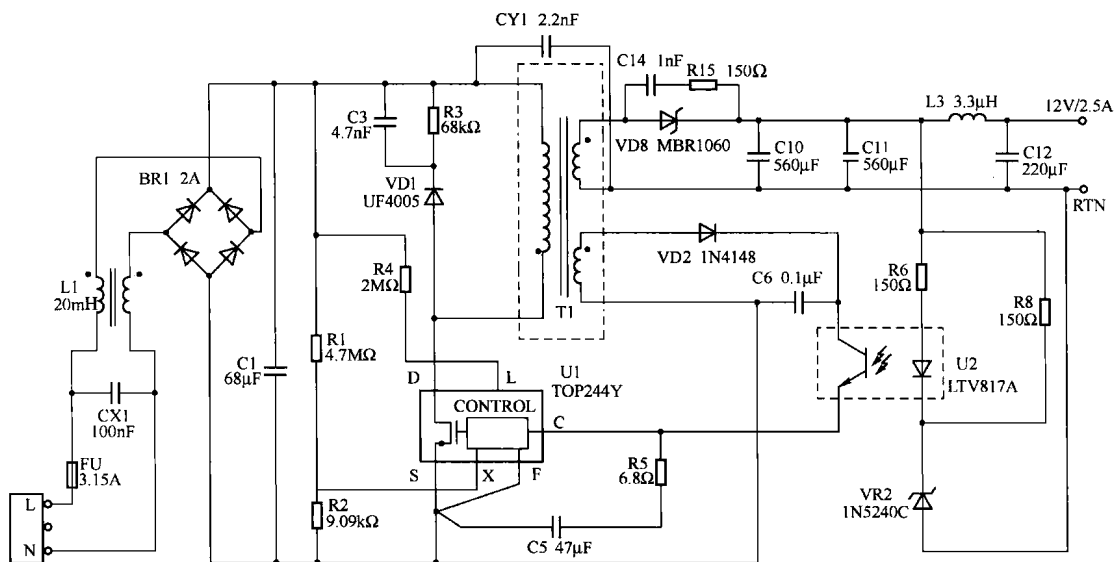 CY1 2.2nF
C14 1nF
R15 150Ω
C3
4.7nF
R3
68kΩ
L3 3.3μH
12V/2.5A
VD8 MBR1060
C10
560μF
C11
560μF
C12
220μF
RTN
BR1 2A
VD1
UF4005
VD2 1N4148
R4
2MΩ
C6 0.1μF
R6
150Ω
R8
150Ω
L1
20mH
T1
R1
4.7MΩ
C1
68μF
D
L
U1
TOP244Y
U2
LTV817A
CX1
100nF
CONTROL
C
FU
3.15A
S
X
F
R5
6.8Ω
VR2
1N5240C
L
N
R2
9.09kΩ
C5 47μF